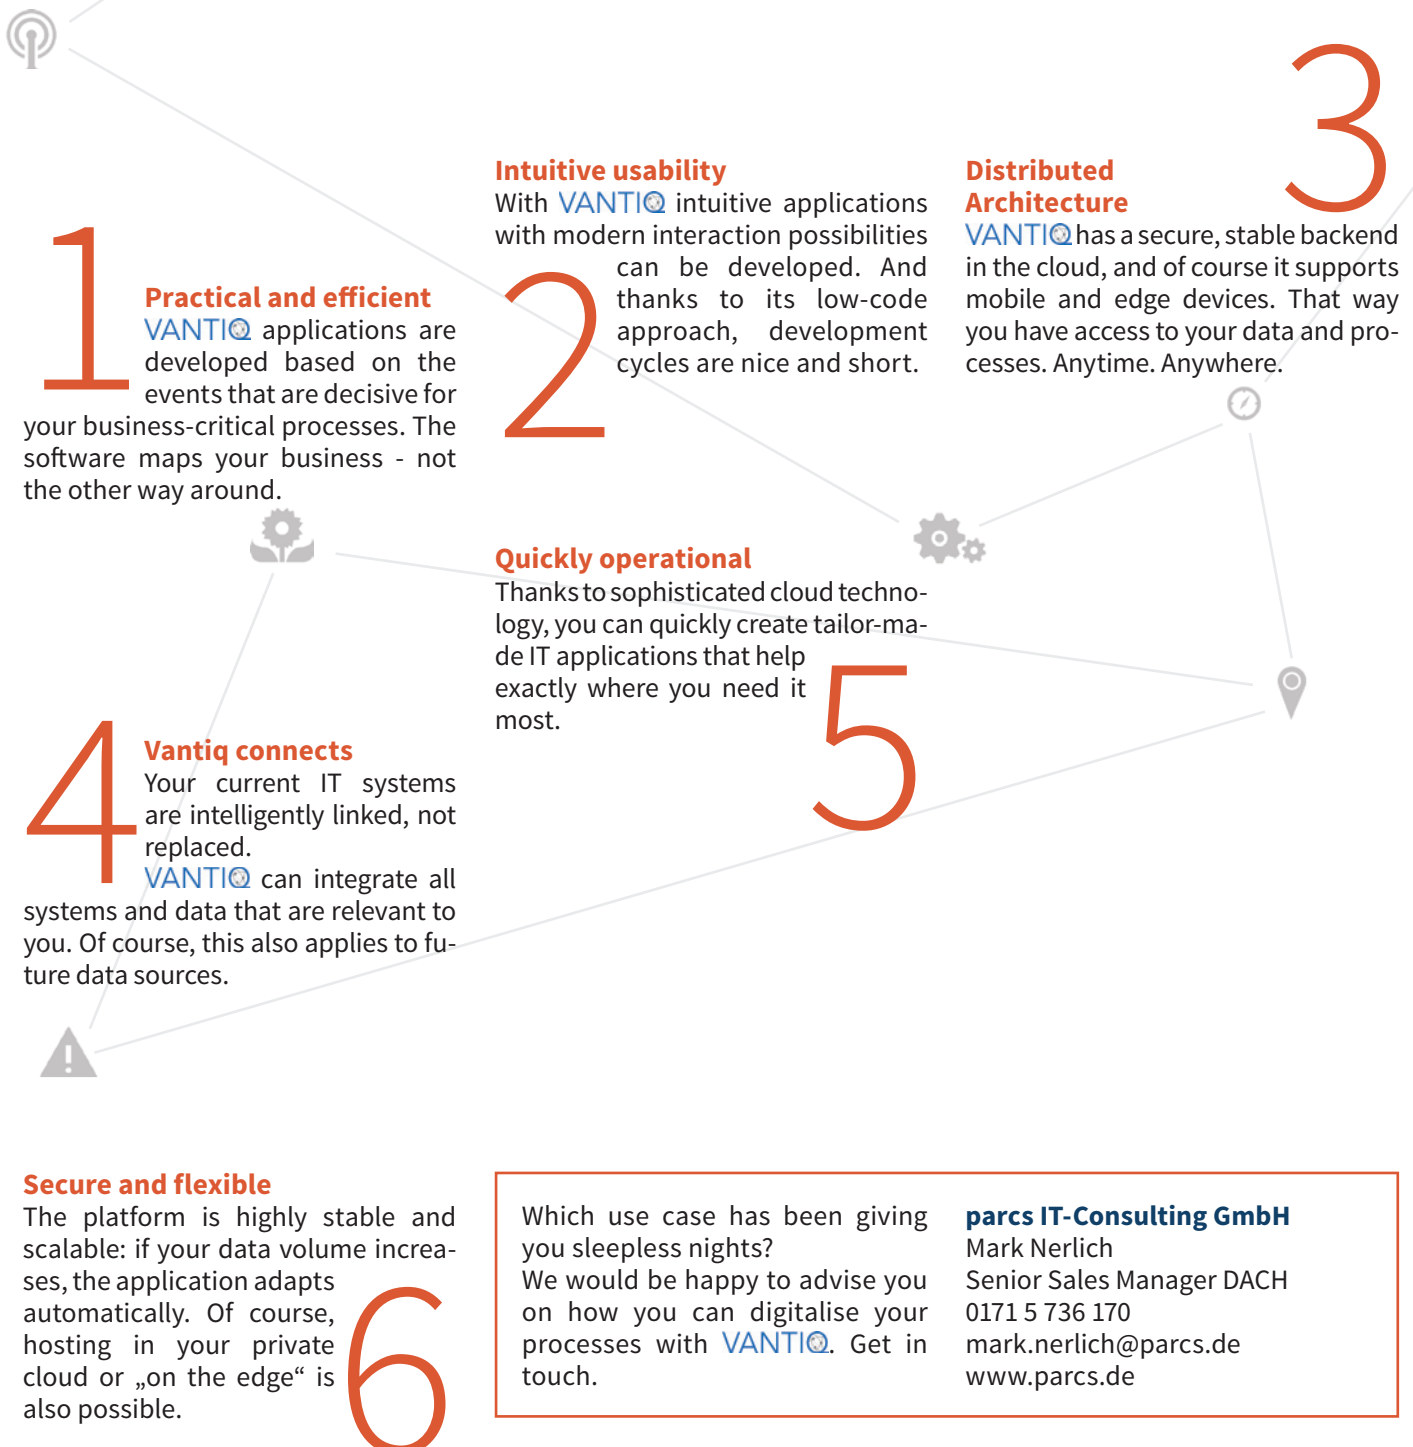 1
Practical and efficient
VANTIQ applications are
developed based on the
events that are decisive for
your business-critical processes. The
software maps your business - not
the other way around.
2
Intuitive usability
With VANTIQ intuitive applications
with modern interaction possibilities
can be developed. And
thanks to its low-code
approach, development
cycles are nice and short.
3
Distributed
Architecture
VANTIQ has a secure, stable backend
in the cloud, and of course it supports
mobile and edge devices. That way
you have access to your data and pro-
cesses. Anytime. Anywhere.
4
Vantiq connects
Your current IT systems
are intelligently linked, not
replaced.
VANTIQ can integrate all
systems and data that are relevant to
you. Of course, this also applies to fu-
ture data sources.
5
Quickly operational
Thanks to sophisticated cloud techno-
logy, you can quickly create tailor-ma-
de IT applications that help
exactly where you need it
most.
6
Secure and flexible
The platform is highly stable and
scalable: if your data volume increa-
ses, the application adapts
automatically. Of course,
hosting in your private
cloud or „on the edge“ is
also possible.
Which use case has been giving
you sleepless nights?
We would be happy to advise you
on how you can digitalise your
processes with VANTIQ. Get in
touch.
parcs IT-Consulting GmbH
Mark Nerlich
Senior Sales Manager DACH
0171 5 736 170
mark.nerlich@parcs.de
www.parcs.de